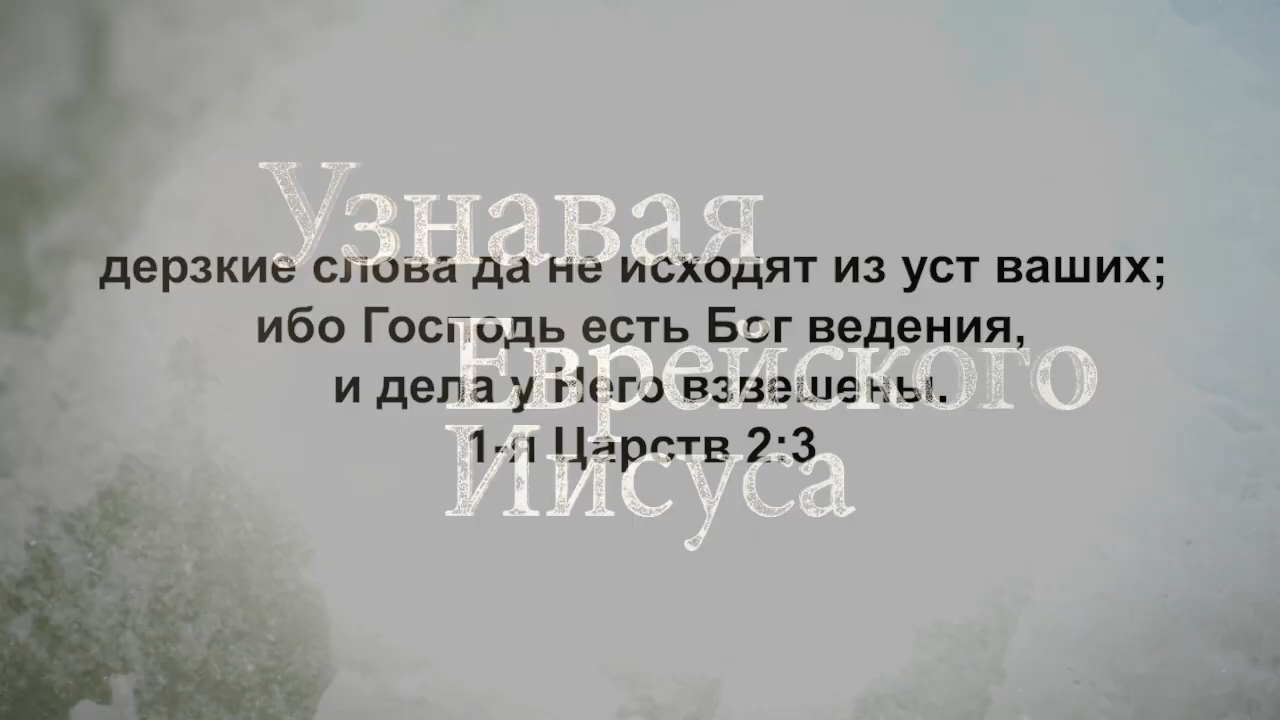 Узнавая
Еврейского
Иисуса
дерзкие слова да не исходят из уст ваших;
ибо Господь есть Бог ведения,
и дела у Него взвешены.
1-я Царств 2:3